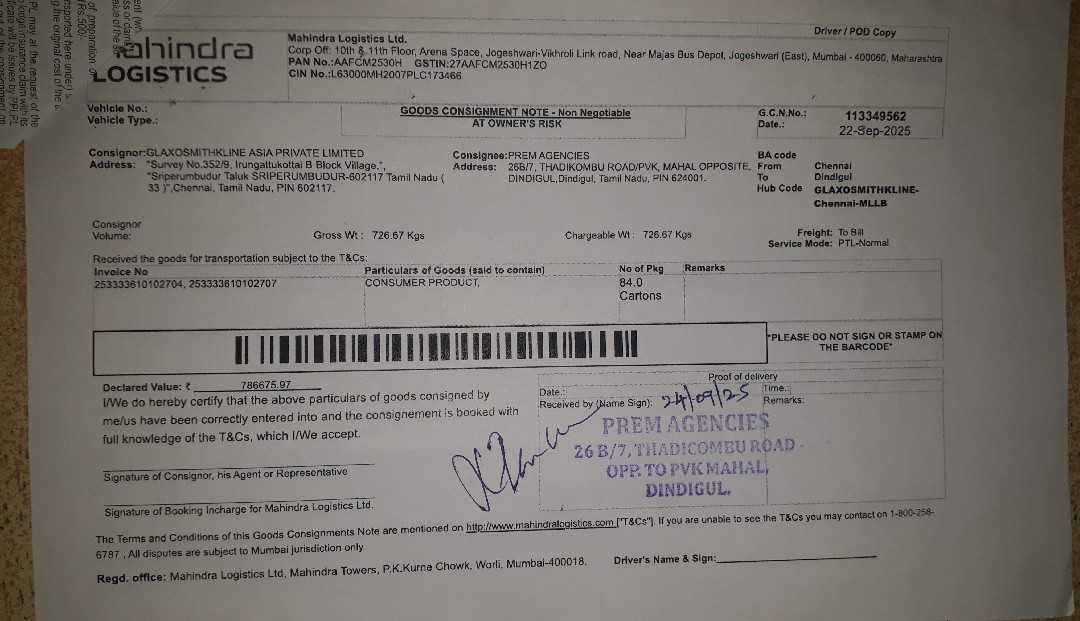 Driver / POD Copy
mahindra
LOGISTICS
Mahindra Logistics Ltd.
Corp Off: 10th & 11th Floor, Arena Space, Jogeshwari-Vikhroli Link road, Near Majas Bus Depot, Jogeshwari (East), Mumbai - 400060, Maharashtra
PAN No.:AAFCM2530H GSTIN:27AAFCM2530H1ZO
CIN No.:L63000MH2007PLC173466
Vehicle No.:
Vehicle Type.:
GOODS CONSIGNMENT NOTE - Non Negotiable
AT OWNER'S RISK
G.C.N.No.: 113349562
Date.: 22-Sep-2025
Consignor:GLAXOSMITHKLINE ASIA PRIVATE LIMITED
Address: "Survey No.352/9, Irungattukottai B Block Village,",
"Sriperumbudur Taluk SRIPERUMBUDUR-602117 Tamil Nadu (
33 )",Chennai, Tamil Nadu, PIN 602117.
Consignee:PREM AGENCIES
Address: 26B/7, THADIKOMBU ROAD/PVK, MAHAL OPPOSITE,
DINDIGUL,Dindigul, Tamil Nadu, PIN 624001.
BA code
From Chennai
To Dindigul
Hub Code GLAXOSMITHKLINE-
Chennai-MLLB
Consignor
Volume:
Gross Wt : 726.67 Kgs
Chargeable Wt : 726.67 Kgs
Freight: To Bill
Service Mode: PTL-Normal
Received the goods for transportation subject to the T&Cs:
Invoice No Particulars of Goods (said to contain) No of Pkg Remarks
253333610102704, 253333610102707 CONSUMER PRODUCT, 84.0
Cartons
*PLEASE DO NOT SIGN OR STAMP ON
THE BARCODE*
Declared Value: ₹ 786675.97
I/We do hereby certify that the above particulars of goods consigned by
me/us have been correctly entered into and the consignement is booked with
full knowledge of the T&Cs, which I/We accept.
Signature of Consignor, his Agent or Representative
Signature of Booking Incharge for Mahindra Logistics Ltd.
Proof of delivery
Date.: Time.:
Received by (Name Sign): 24/09/25 Remarks:
PREM AGENCIES
26 B/7, THADICOMBU ROAD
OPP. TO PVK MAHAL,
DINDIGUL.
The Terms and Conditions of this Goods Consignments Note are mentioned on http://www.mahindralogistics.com ["T&Cs"]. If you are unable to see the T&Cs you may contact on 1-800-258-
6787 , All disputes are subject to Mumbai jurisdiction only
Regd. office: Mahindra Logistics Ltd, Mahindra Towers, P.K.Kurne Chowk, Worli, Mumbai-400018.
Driver's Name & Sign: